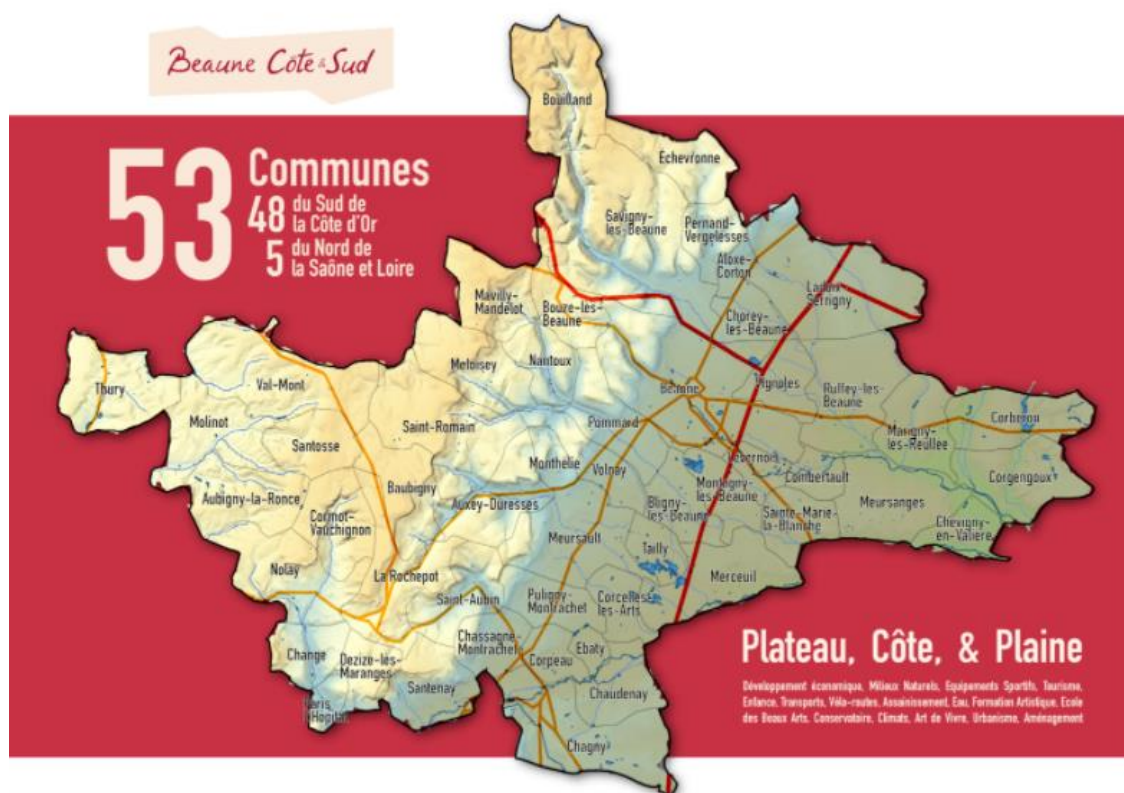 Beaune Côte & Sud
53
Communes
48 du Sud de
la Côte d'Or
5 du Nord de
la Saône et Loire
Bouilland
Echevronne
Savigny-
les-Beaune
Pernand-
Vergelesses
Aloxe-
Corton
Ladoix-
Serrigny
Mavilly-
Mandelot
Bouze-lès-
Beaune
Chorey-
les-Beaune
Thury
Val-Mont
Meloisey
Nantoux
Beaune
Vignoles
Ruffey-les-
Beaune
Corberon
Molinot
Santosse
Saint-Romain
Pommard
Marigny-
les-Reullée
Monthelie
Volnay
Levernois
Combertault
Corgengoux
Aubigny-la-Ronce
Baubigny
Auxey-Duresses
Montagny-
les-Beaune
Bligny-
les-Beaune
Sainte-Marie-
la-Blanche
Meursanges
Cormot-
Vauchignon
Meursault
Tailly
Chevigny-
en-Valière
Nolay
La Rochepot
Saint-Aubin
Puligny-
Montrachet
Corcelles-
les-Arts
Merceuil
Change
Dezize-lès-
Maranges
Chassagne-
Montrachet
Corpeau
Ebaty
Paris
l'Hopital
Santenay
Chaudenay
Chagny
Plateau, Côte, & Plaine
Développement économique, Milieux Naturels, Equipements Sportifs, Tourisme,
Enfance, Transports, Véla-routes, Assainissement, Eau, Formation Artistique, Ecole
des Beaux Arts, Conservatoire, Climats, Art de Vivre, Urbanisme, Aménagement